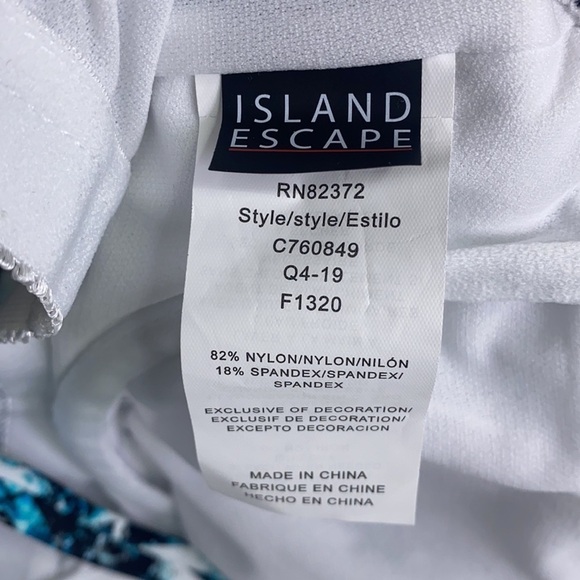 ISLAND
ESCAPE
RN82372
Style/style/Estilo
C760849
Q4-19
F1320
82% NYLON/NYLON/NILÓN
18% SPANDEX/SPANDEX/
SPANDEX
EXCLUSIVE OF DECORATION/
EXCLUSIF DE DECORATION/
EXCEPTO DECORACION
MADE IN CHINA
FABRIQUE EN CHINE
HECHO EN CHINA